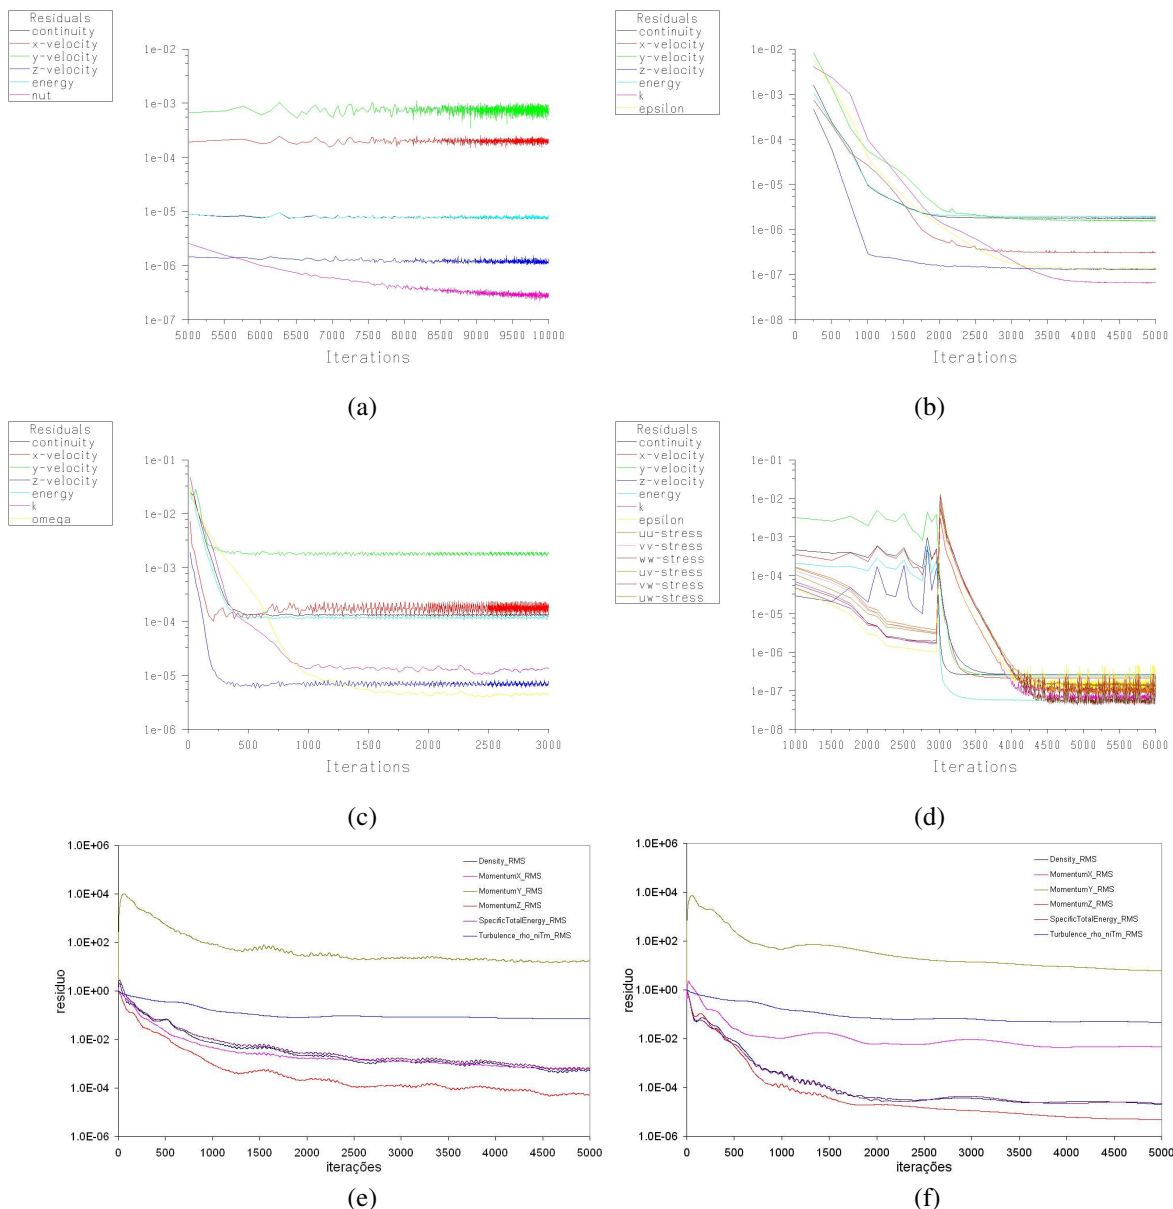 Residuals
continuity
x-velocity
y-velocity
z-velocity
energy
nut
1e-02
1e-03
1e-04
1e-05
1e-06
1e-07
5000 5500 6000 6500 7000 7500 8000 8500 9000 9500 10000
Iterations
(a)
Residuals
continuity
x-velocity
y-velocity
z-velocity
energy
k
epsilon
1e-02
1e-03
1e-04
1e-05
1e-06
1e-07
1e-08
0 500 1000 1500 2000 2500 3000 3500 4000 4500 5000
Iterations
(b)
Residuals
continuity
x-velocity
y-velocity
z-velocity
energy
k
omega
1e-01
1e-02
1e-03
1e-04
1e-05
1e-06
0 500 1000 1500 2000 2500 3000
Iterations
(c)
Residuals
continuity
x-velocity
y-velocity
z-velocity
energy
k
epsilon
uu-stress
vv-stress
ww-stress
uv-stress
vw-stress
uw-stress
1e-01
1e-02
1e-03
1e-04
1e-05
1e-06
1e-07
1e-08
1000 1500 2000 2500 3000 3500 4000 4500 5000 5500 6000
Iterations
(d)
1.0E+06
1.0E+04
1.0E+02
1.0E+00
1.0E-02
1.0E-04
1.0E-06
resíduo
Density_RMS
MomentumX_RMS
MomentumY_RMS
MomentumZ_RMS
SpecificTotalEnergy_RMS
Turbulence_rho_niTm_RMS
0 500 1000 1500 2000 2500 3000 3500 4000 4500 5000
iterações
(e)
1.0E+06
1.0E+04
1.0E+02
1.0E+00
1.0E-02
1.0E-04
1.0E-06
resíduo
Density_RMS
MomentumX_RMS
MomentumY_RMS
MomentumZ_RMS
SpecificTotalEnergy_RMS
Turbulence_rho_niTm_RMS
0 500 1000 1500 2000 2500 3000 3500 4000 4500 5000
iterações
(f)